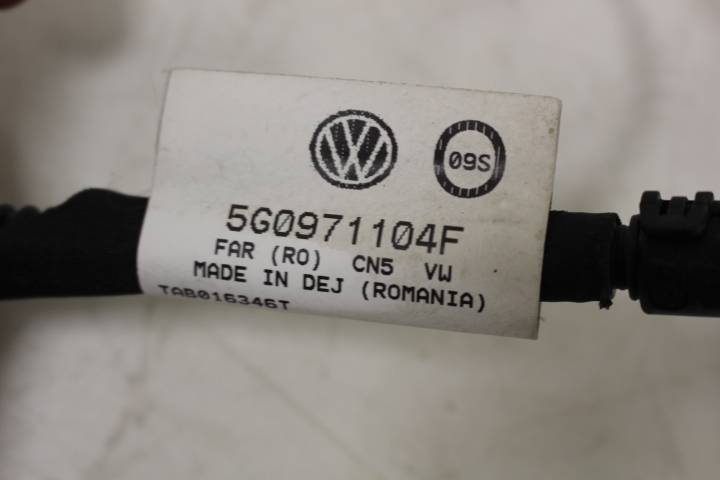 09S
5G0971104F
FAR (RO) CN5 VW
MADE IN DEJ (ROMANIA)
TAB016346T